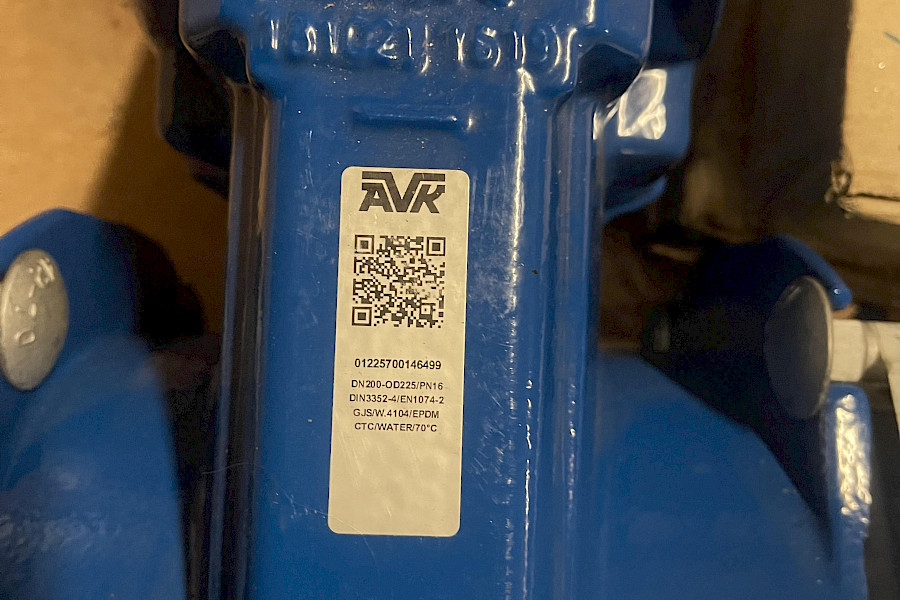 AVK
01225700146499
DN200-OD225/PN16
DIN3352-4/EN1074-2
GJS/W.4104/EPDM
CTC/WATER/70°C